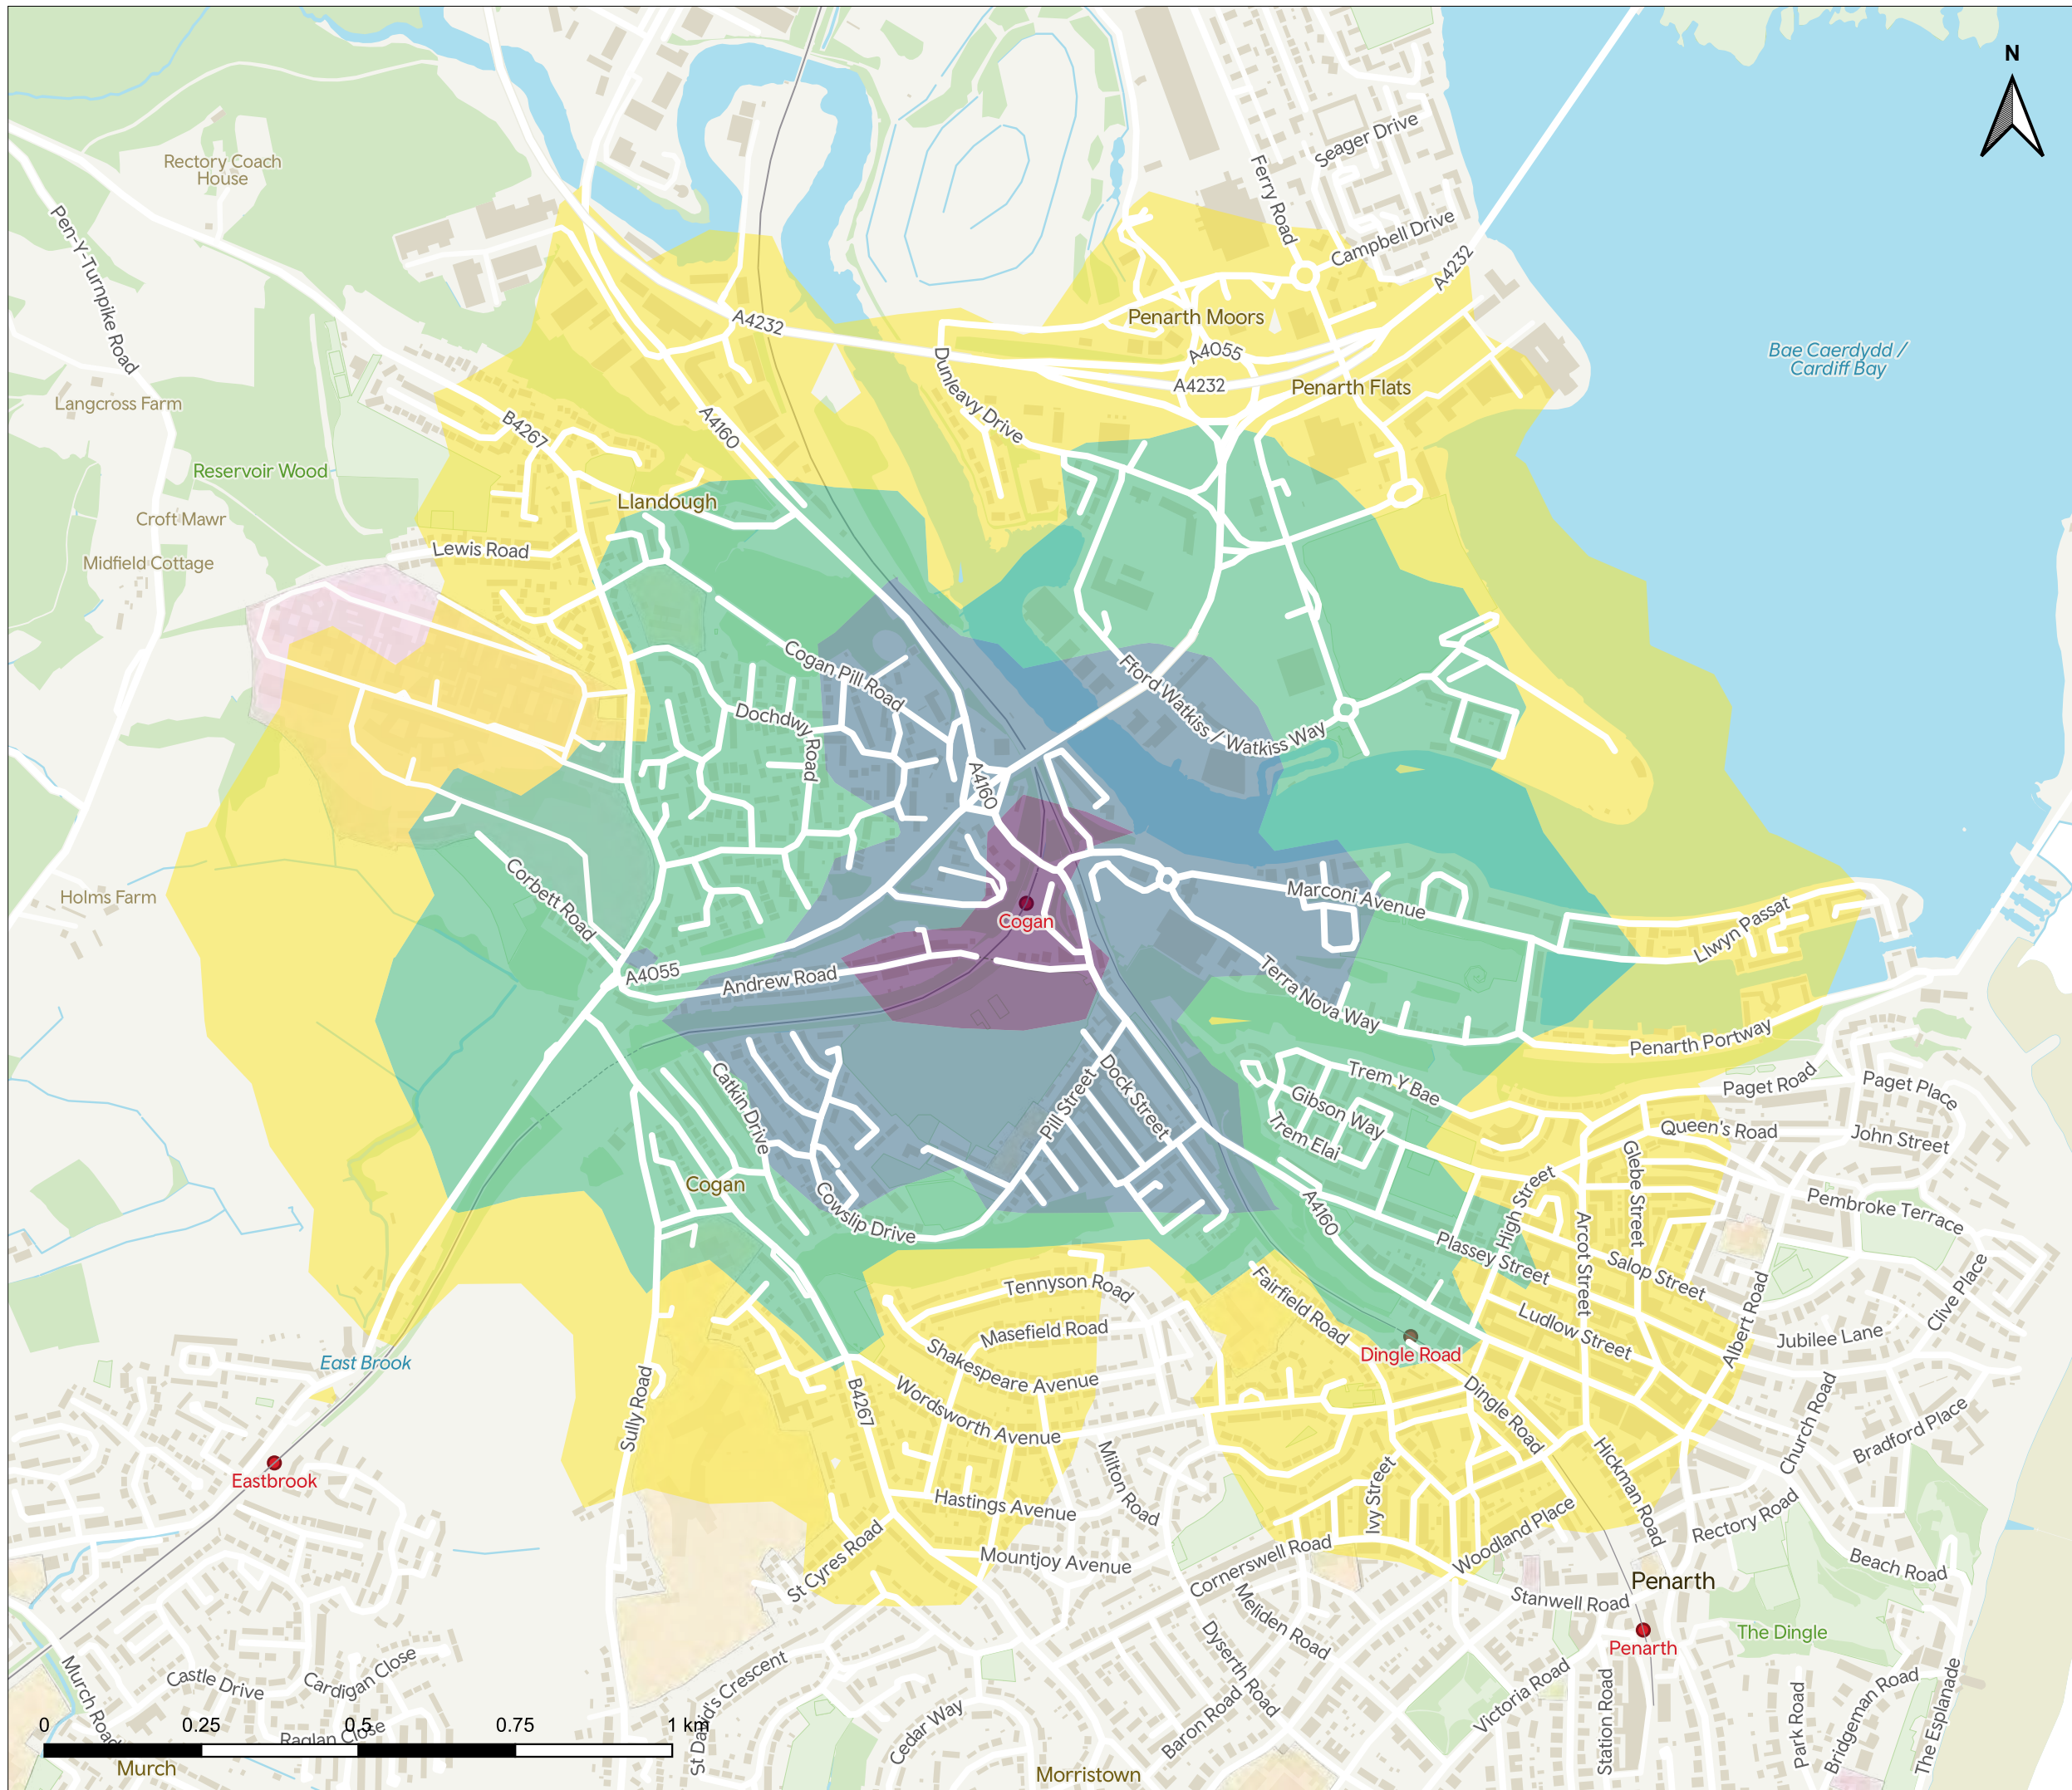 N
Seager Drive
Rectory Coach
House
Ferry Road
Pen-Y-Turnpike Road
Campbell Drive
A4232
Penarth Moors
A4232
A4055
Bae Caerdydd /
Cardiff Bay
A4232
Penarth Flats
Dunleavy Drive
Langcross Farm
B4267
A4160
Reservoir Wood
Llandough
Croft Mawr
Lewis Road
Midfield Cottage
Cogan Pill Road
Fford Watkiss / Watkiss Way
Dochdwy Road
A4160
Holms Farm
Corbett Road
Marconi Avenue
Llwyn Passat
Cogan
A4055
Andrew Road
Terra Nova Way
Penarth Portway
Catkin Drive
Dock Street
Pill Street
Trem Y Bae
Paget Road
Paget Place
Gibson Way
Trem Elai
Queen's Road
John Street
Glebe Street
Cogan
High Street
A4160
Pembroke Terrace
Cowslip Drive
Arcot Street
Plassey Street
Salop Street
Clive Place
Tennyson Road
Fairfield Road
Masefield Road
Ludlow Street
Albert Road
Jubilee Lane
East Brook
Dingle Road
Shakespeare Avenue
Wordsworth Avenue
B4267
Sully Road
Dingle Road
Church Road
Bradford Place
Eastbrook
Milton Road
Ivy Street
Hickman Road
Hastings Avenue
Woodland Place
Rectory Road
St Cyres Road
Mountjoy Avenue
Cornerswell Road
Beach Road
Penarth
Stanwell Road
Meliden Road
The Dingle
Penarth
Dyserth Road
Castle Drive
Cardigan Close
Murch Road
St David's Crescent
Cedar Way
Baron Road
Victoria Road
Station Road
Park Road
Bridgeman Road
The Esplanade
0 0.25 0.5 0.75 1 km
Raglan Close
Murch
Morristown